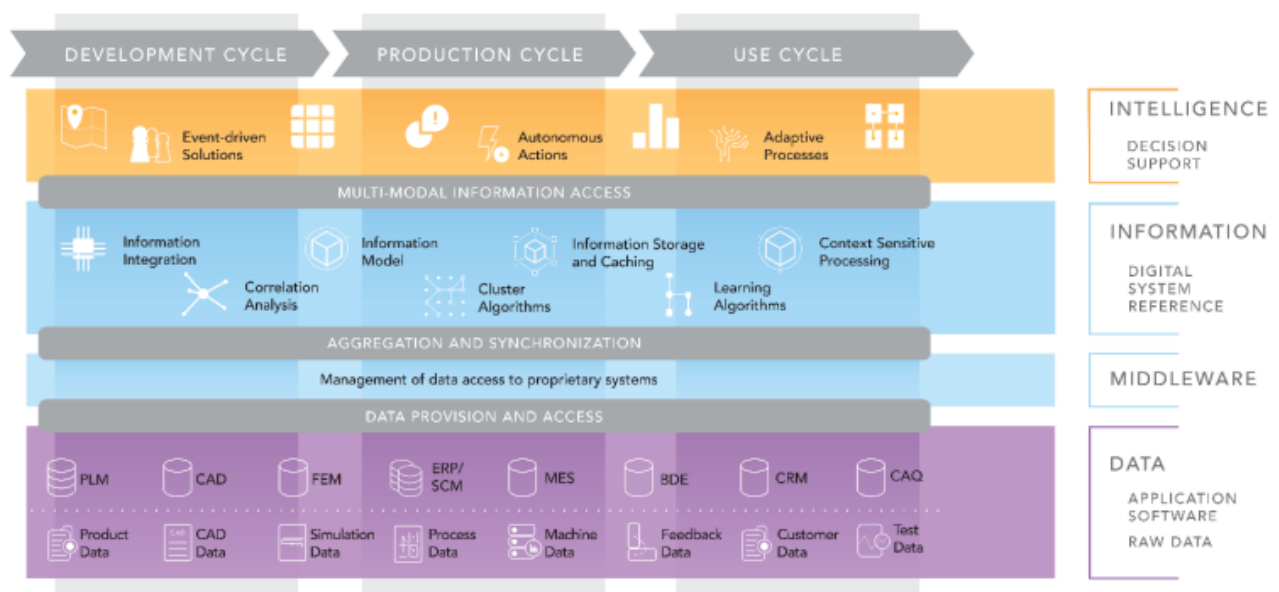 DEVELOPMENT CYCLE
PRODUCTION CYCLE
USE CYCLE
Event-driven
Solutions
Autonomous
Actions
Adaptive
Processes
INTELLIGENCE
DECISION
SUPPORT
MULTI-MODAL INFORMATION ACCESS
Information
Integration
Information
Model
Information Storage
and Caching
Context Sensitive
Processing
Correlation
Analysis
Cluster
Algorithms
Learning
Algorithms
INFORMATION
DIGITAL
SYSTEM
REFERENCE
AGGREGATION AND SYNCHRONIZATION
Management of data access to proprietary systems
MIDDLEWARE
DATA PROVISION AND ACCESS
PLM
CAD
FEM
ERP/
SCM
MES
BDE
CRM
CAQ
Product
Data
CAD
CAD
Data
Simulation
Data
Process
Data
Machine
Data
Feedback
Data
Customer
Data
Test
Data
DATA
APPLICATION
SOFTWARE
RAW DATA